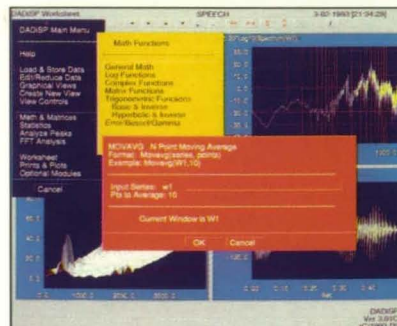 DADiSP Worksheet SPEECH 3-02-1993 [21:34:28]
DADiSP Main Menu
Help
Load & Store Data
Edit/Reduce Data
Graphical Views
Create New View
View Controls
Math & Matrices
Statistics
Analyze Peaks
FFT Analysis
Worksheet
Prints & Plots
Optional Modules
Cancel
Math Functions
General Math
Log Functions
Complex Functions
Matrix Functions
Trigonometric Functions
Basic & Inverse
Hyperbolic & Inverse
Error/Bessel/Gamma
MOVAVG N Point Moving Average
Format: Movavg(series, points)
Example: Movavg(W1,10)
Input Series: w1
Pts to Average: 10
Current Window is W1
OK Cancel
DADiSP